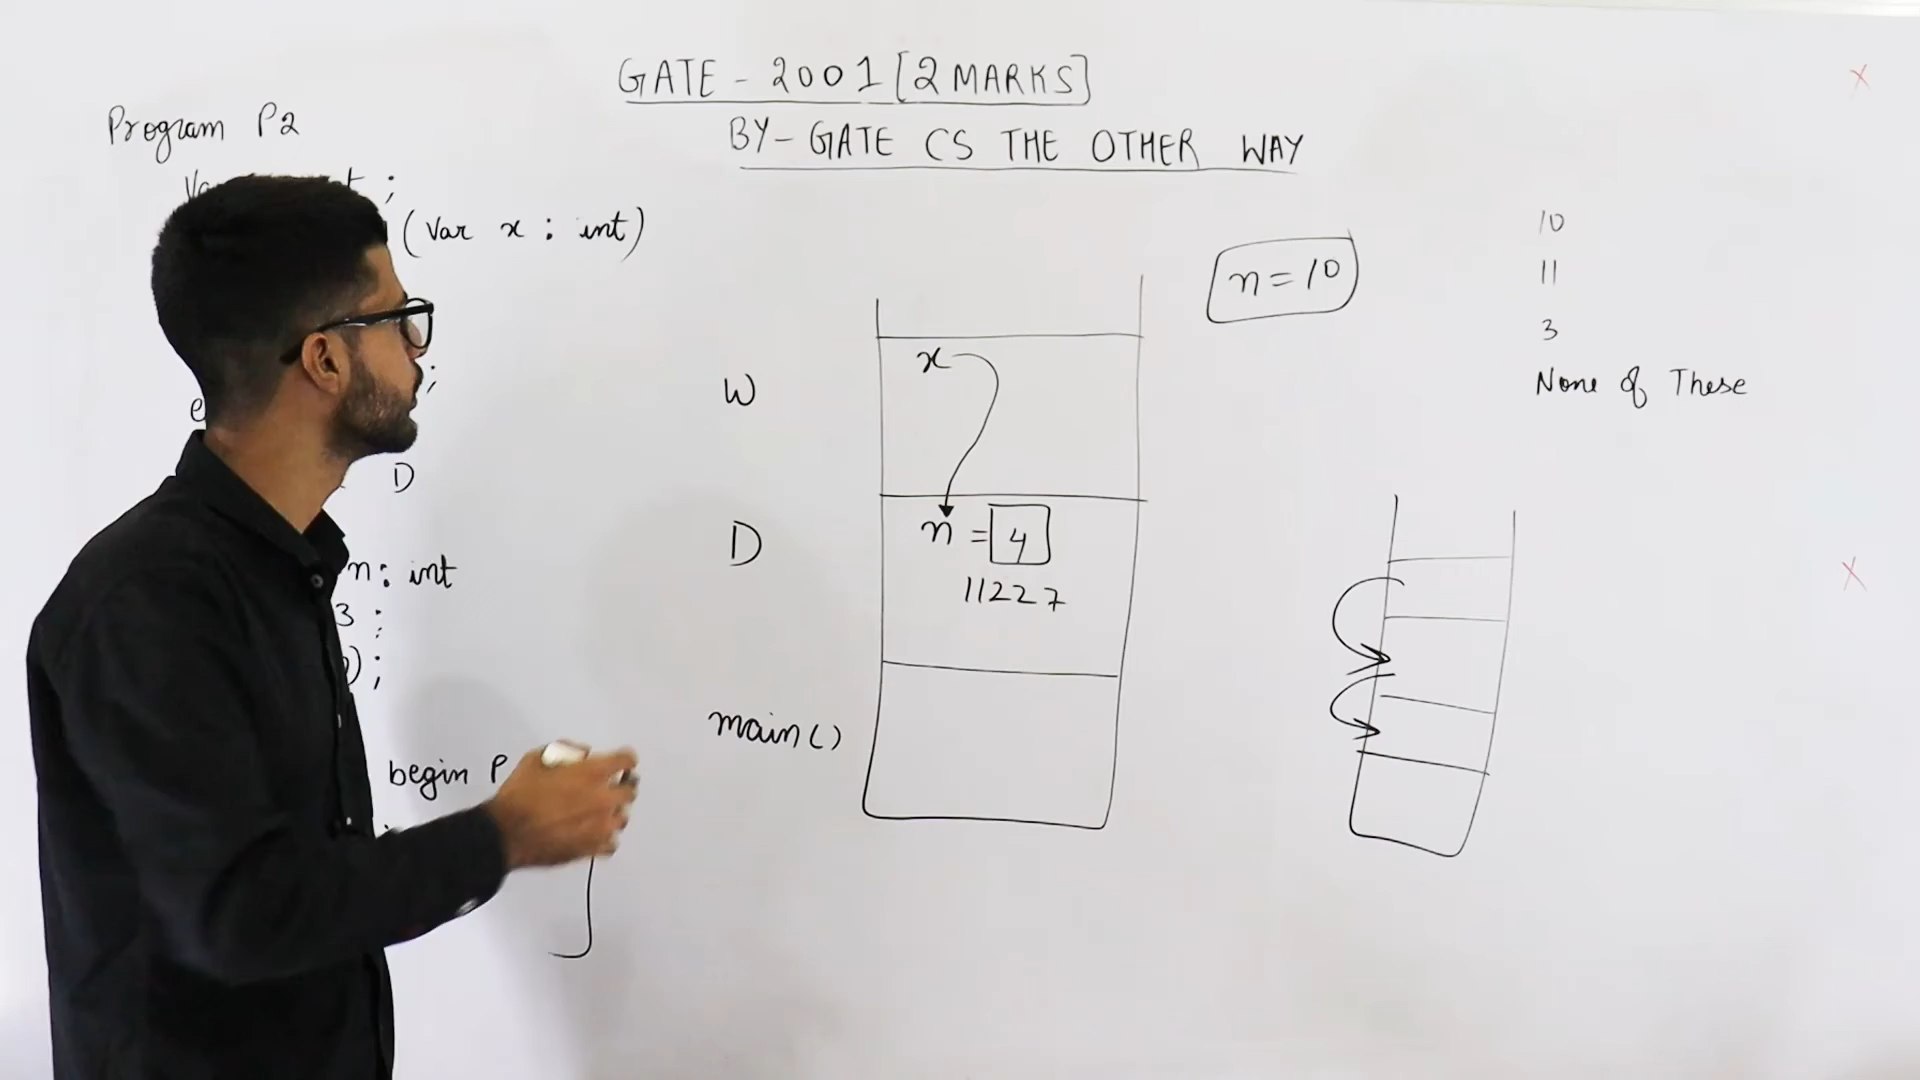 GATE - 2001 [2 MARKS]
BY - GATE CS THE OTHER WAY
Program P2
;
(Var x : int)
;
D
n: int
3 ;
);
begin P
W
x
D
n = 4
11227
main()
n = 10
10
11
3
None of These